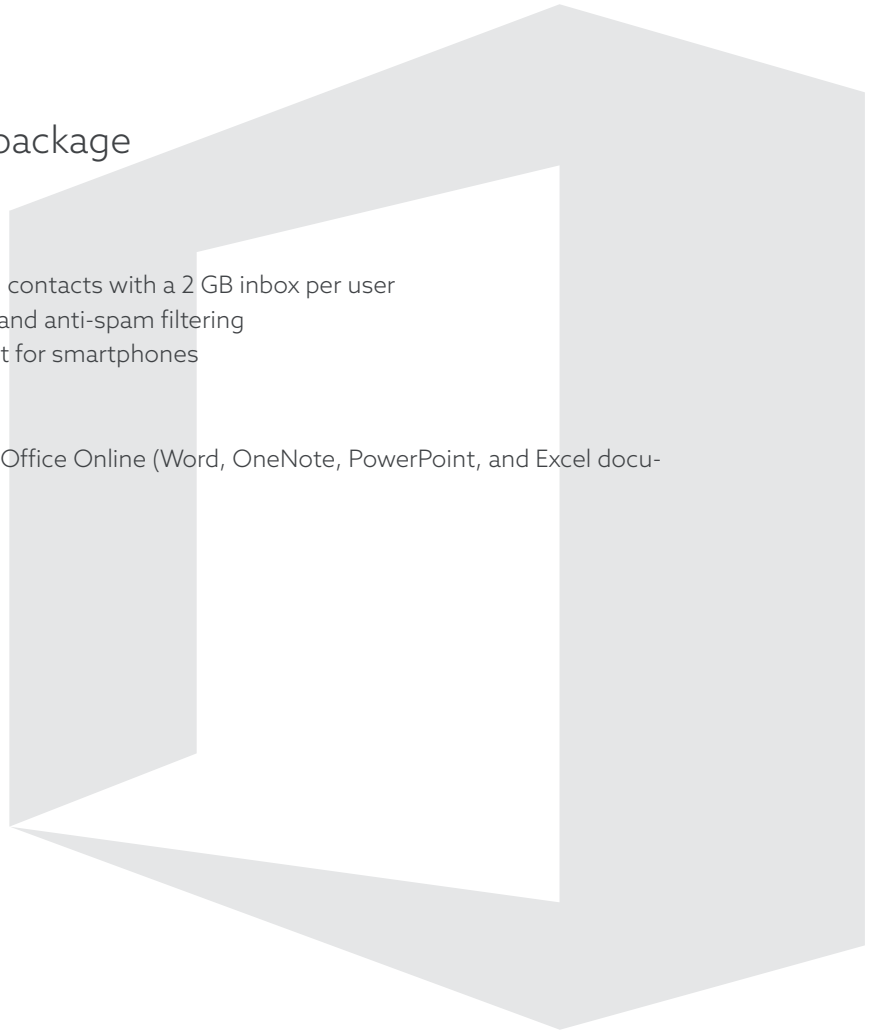 package
contacts with a 2 GB inbox per user
and anti-spam filtering
t for smartphones
Office Online (Word, OneNote, PowerPoint, and Excel docu-